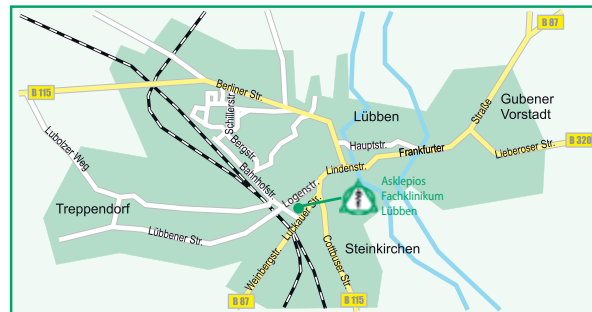 B 87
B 115
Berliner Str.
Schillerstr.
Bergstr.
Bahnhofstr.
Lubolzer Weg
Lübben
Hauptstr.
Gubener
Vorstadt
Frankfurter
Straße
Lieberoser Str.
B 320
Lindenstr.
Logenstr.
Luckauer Str.
Asklepios
Fachklinikum
Lübben
Treppendorf
Lübbener Str.
Steinkirchen
Weinbergstr.
Cottbuser Str.
B 87
B 115